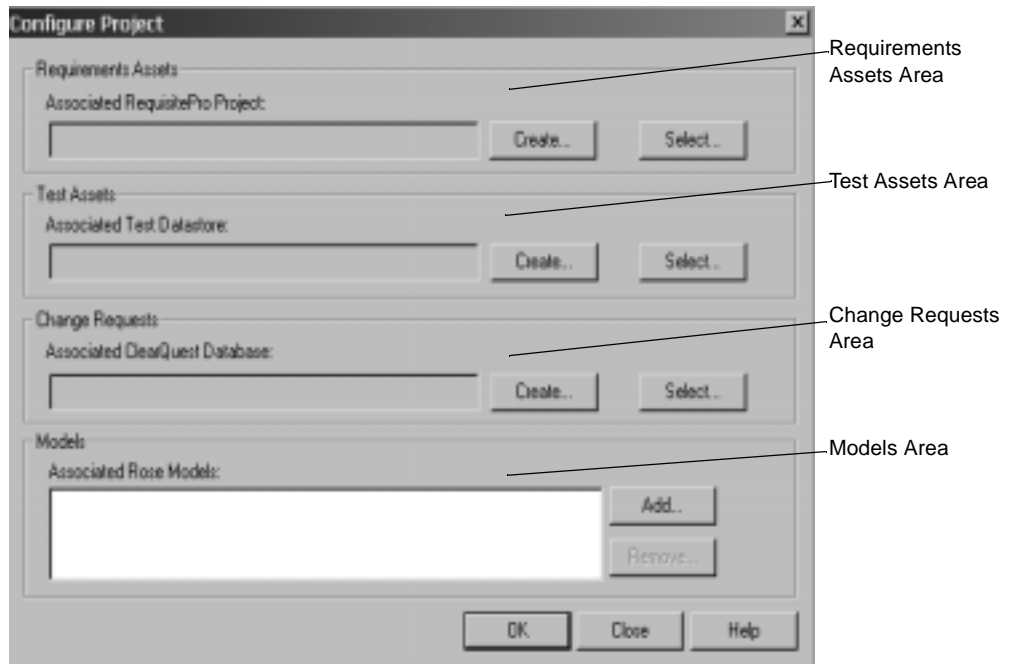 Configure Project
Requirements Assets
Associated RequisitePro Project:
Create...
Select...
Requirements
Assets Area
Test Assets
Associated Test Datastore:
Create...
Select...
Test Assets Area
Change Requests
Associated ClearQuest Database:
Create...
Select...
Change Requests
Area
Models
Associated Rose Models:
Add...
Remove...
Models Area
OK
Close
Help